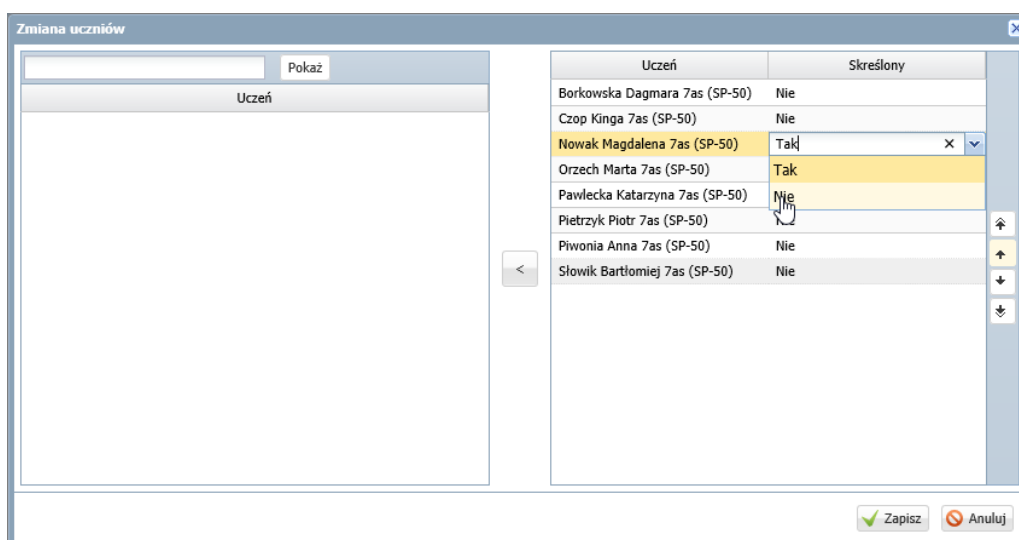 Zmiana uczniów
Pokaż
Uczeń
Uczeń Skreślony
Borkowska Dagmara 7as (SP-50) Nie
Czop Kinga 7as (SP-50) Nie
Nowak Magdalena 7as (SP-50) Tak
Orzech Marta 7as (SP-50) Tak
Pawlecka Katarzyna 7as (SP-50) Nie
Pietrzyk Piotr 7as (SP-50)
Piwonia Anna 7as (SP-50) Nie
Słowik Bartłomiej 7as (SP-50) Nie
<
Zapisz Anuluj